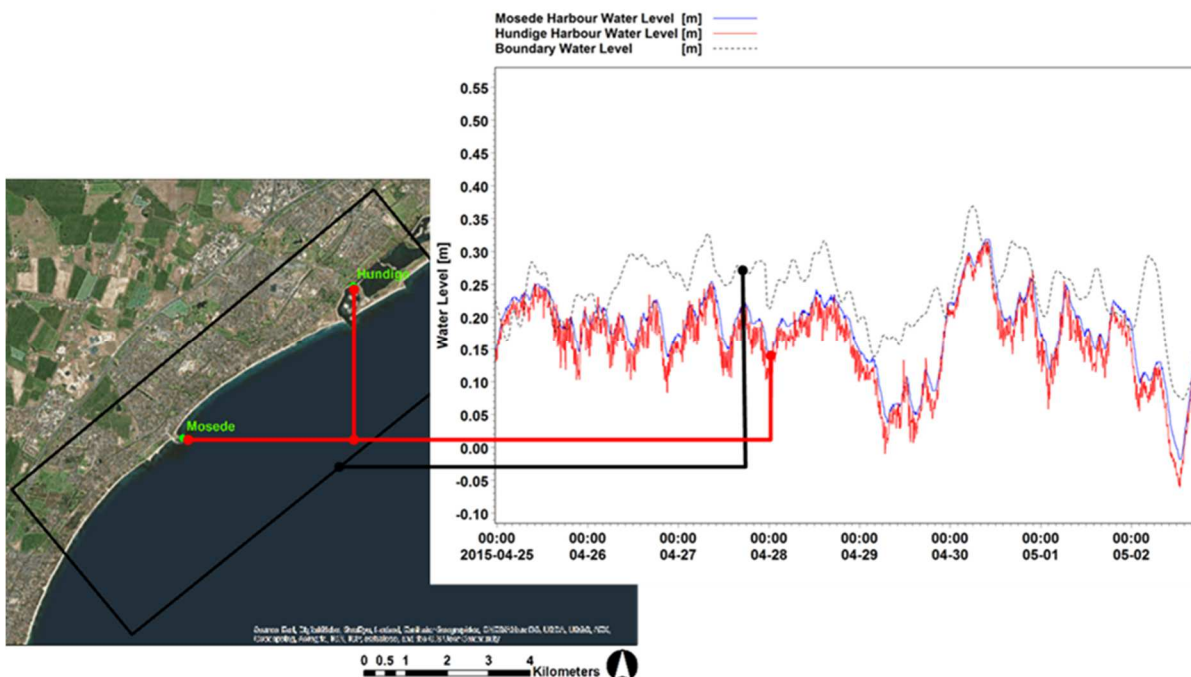 Mosede Harbour Water Level [m]
Hundige Harbour Water Level [m]
Boundary Water Level [m]
Water Level [m]
0.55
0.50
0.45
0.40
0.35
0.30
0.25
0.20
0.15
0.10
0.05
0.00
-0.05
-0.10
00:00 00:00 00:00 00:00 00:00 00:00 00:00 00:00
2015-04-25 04-26 04-27 04-28 04-29 04-30 05-01 05-02
Hundige
Mosede
0 0.5 1 2 3 4
Kilometers